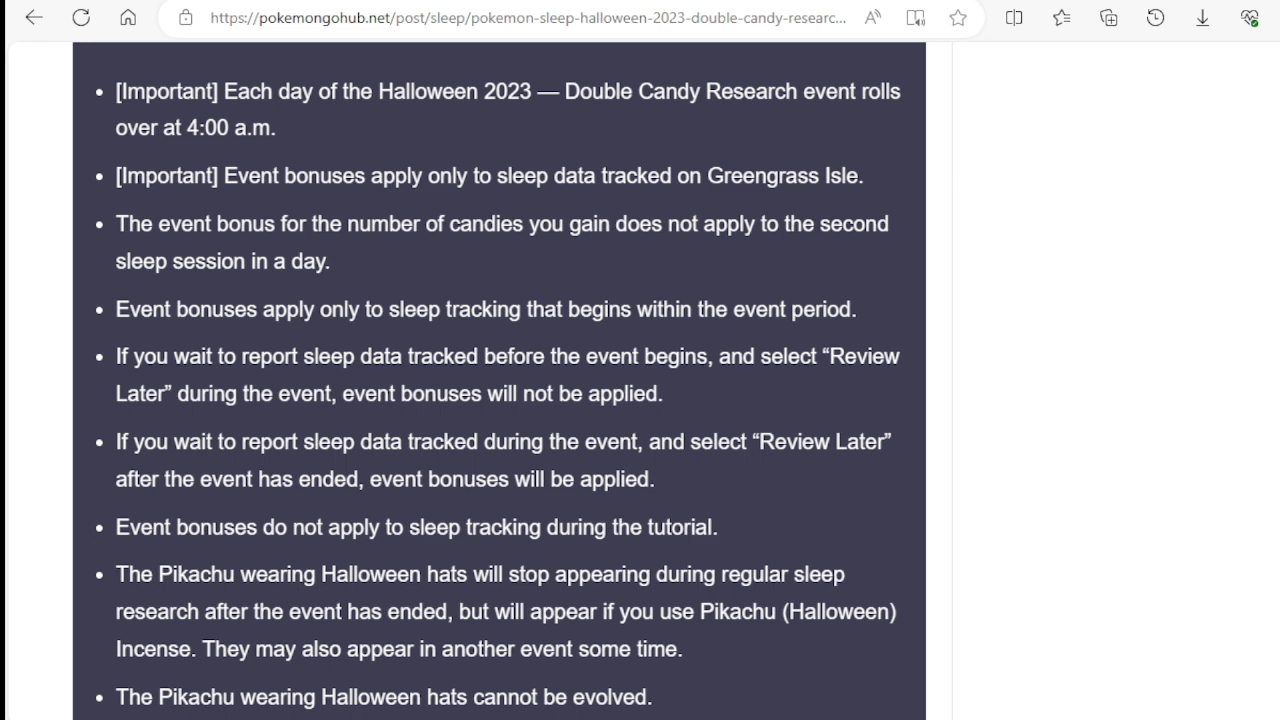 https://pokemongohub.net/post/sleep/pokemon-sleep-halloween-2023-double-candy-researc...
• [Important] Each day of the Halloween 2023 — Double Candy Research event rolls
over at 4:00 a.m.
• [Important] Event bonuses apply only to sleep data tracked on Greengrass Isle.
• The event bonus for the number of candies you gain does not apply to the second
sleep session in a day.
• Event bonuses apply only to sleep tracking that begins within the event period.
• If you wait to report sleep data tracked before the event begins, and select “Review
Later” during the event, event bonuses will not be applied.
• If you wait to report sleep data tracked during the event, and select “Review Later”
after the event has ended, event bonuses will be applied.
• Event bonuses do not apply to sleep tracking during the tutorial.
• The Pikachu wearing Halloween hats will stop appearing during regular sleep
research after the event has ended, but will appear if you use Pikachu (Halloween)
Incense. They may also appear in another event some time.
• The Pikachu wearing Halloween hats cannot be evolved.